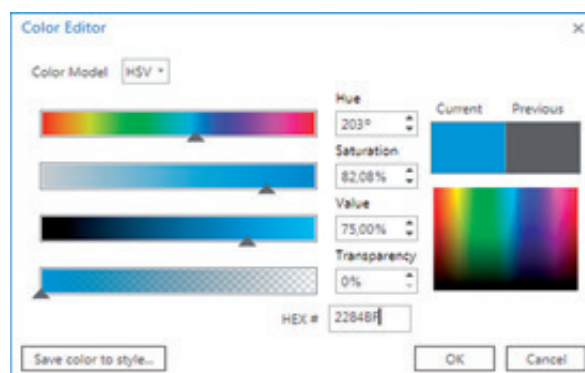 Color Editor
Color Model HSV
Hue
203°
Current Previous
Saturation
82,08%
Value
75,00%
Transparency
0%
HEX # 2284BF
Save color to style...
OK
Cancel